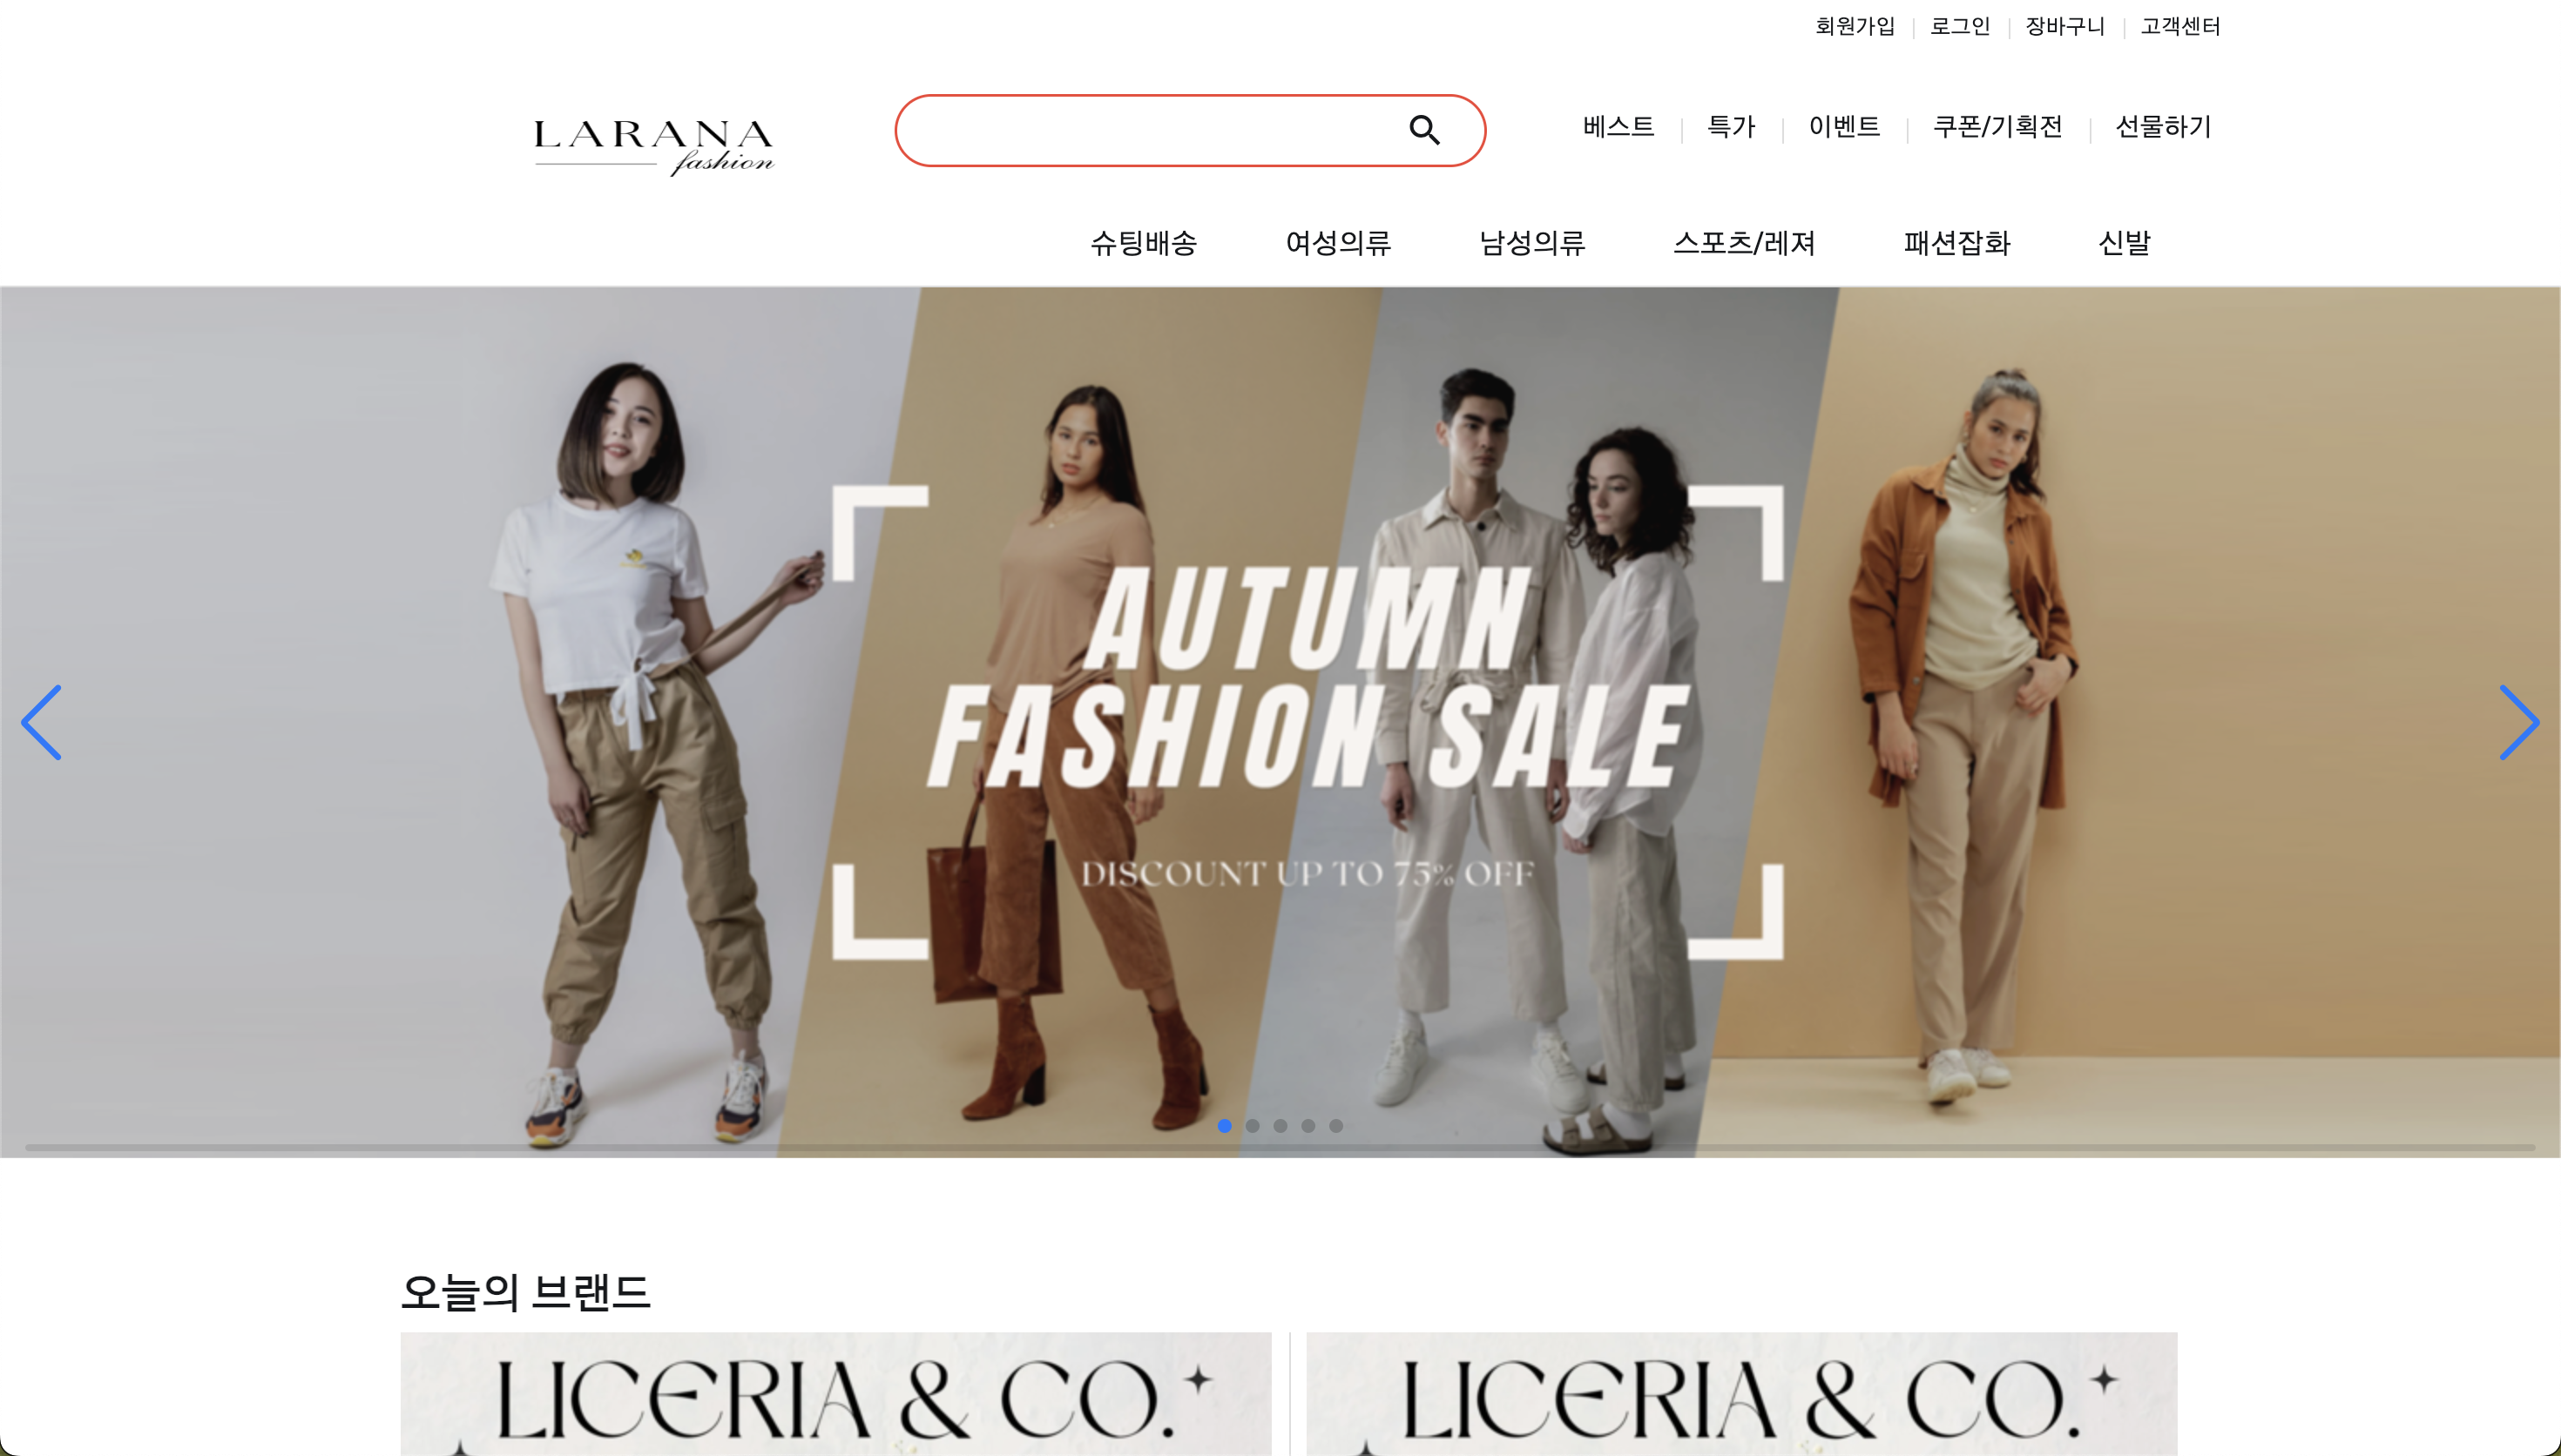 회원가입 로그인 장바구니 고객센터
LARANA
fashion
베스트 특가 이벤트 쿠폰/기획전 선물하기
슈팅배송 여성의류 남성의류 스포츠/레져 패션잡화 신발
AUTUMN
FASHION SALE
DISCOUNT UP TO 75% OFF
오늘의 브랜드
LICERIA & CO. LICERIA & CO.